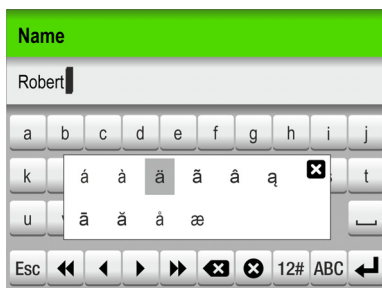 Name
Robert
a b c d e f g h i j
k t
á à ä ã â ą
u
ā ă å æ
Esc 12# ABC